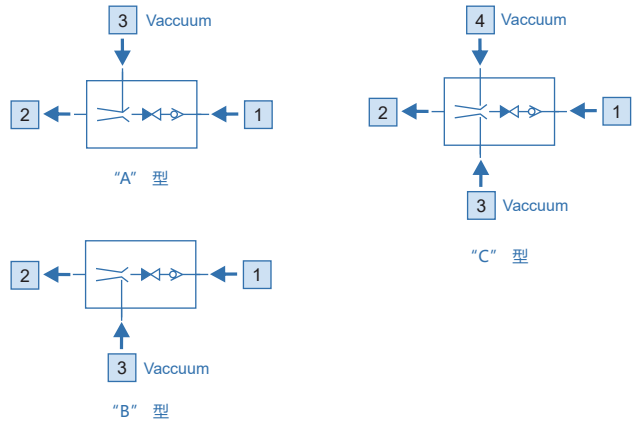 3 Vaccuum
2 1
“A” 型
2 1
3 Vaccuum
“B” 型
4 Vaccuum
2 1
3 Vaccuum
“C” 型